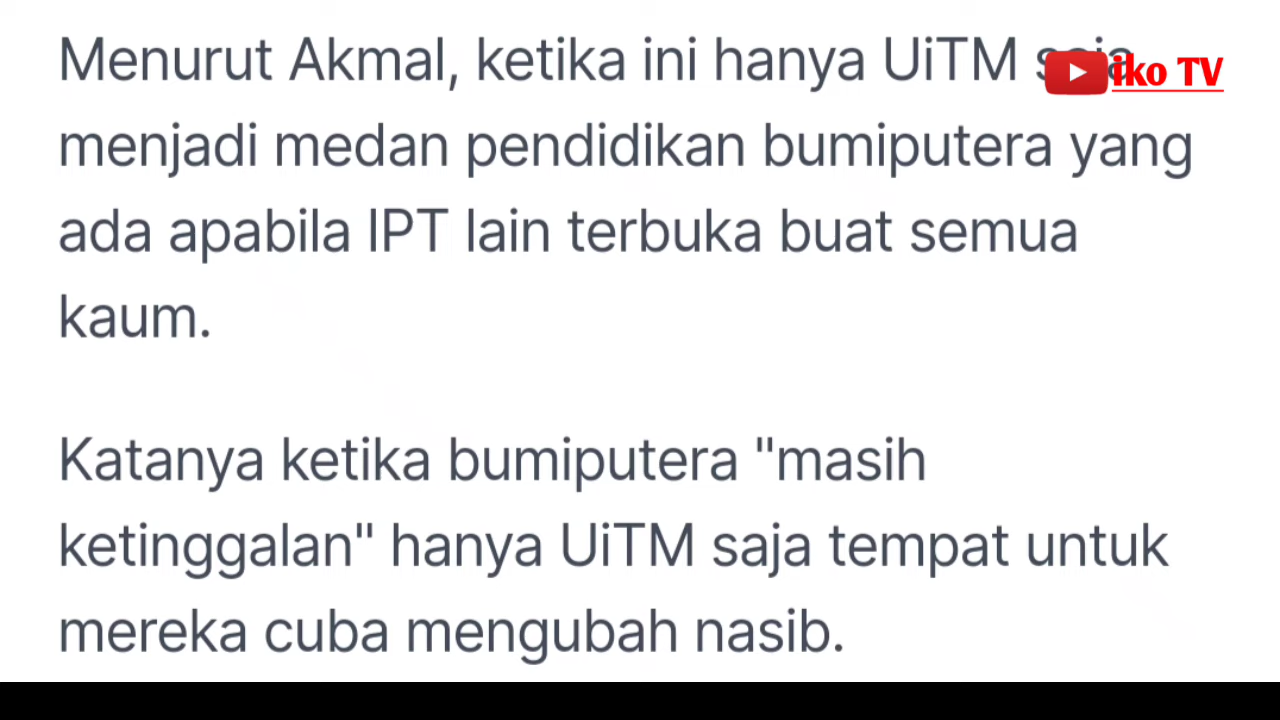 Menurut Akmal, ketika ini hanya UiTM saja
iko TV
menjadi medan pendidikan bumiputera yang
ada apabila IPT lain terbuka buat semua
kaum.
Katanya ketika bumiputera "masih
ketinggalan" hanya UiTM saja tempat untuk
mereka cuba mengubah nasib.